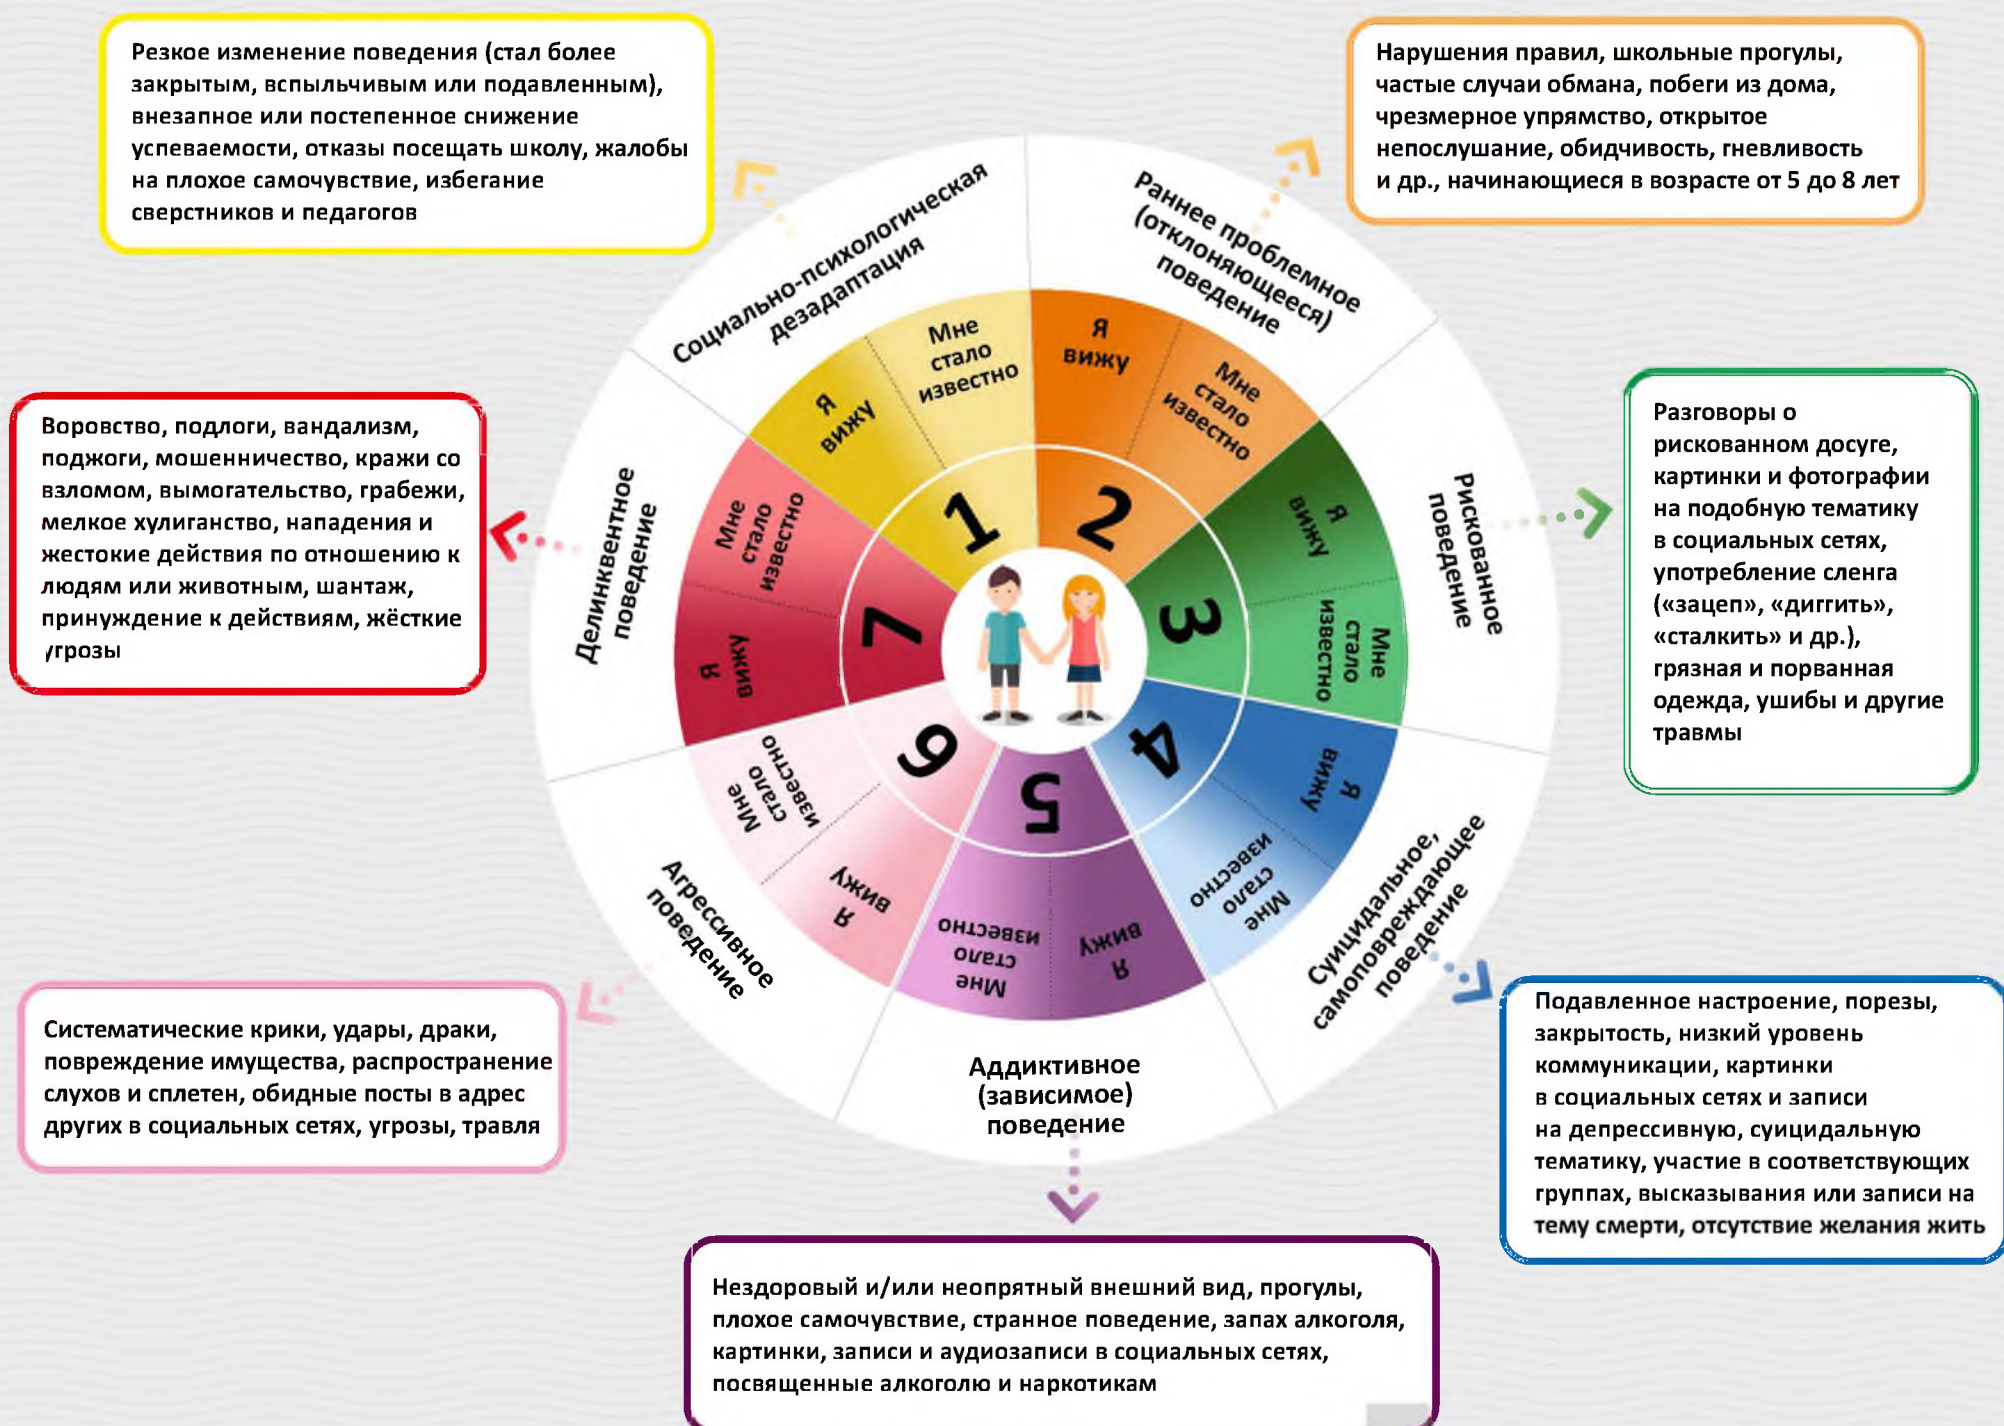 Резкое изменение поведения (стал более
закрытым, вспыльчивым или подавленным),
внезапное или постепенное снижение
успеваемости, отказы посещать школу, жалобы
на плохое самочувствие, избегание
сверстников и педагогов
Нарушения правил, школьные прогулы,
частые случаи обмана, побеги из дома,
чрезмерное упрямство, открытое
непослушание, обидчивость, гневливость
и др., начинающиеся в возрасте от 5 до 8 лет
Разговоры о
рискованном досуге,
картинки и фотографии
на подобную тематику
в социальных сетях,
употребление сленга
(«зацеп», «диггить»,
«сталкить» и др.),
грязная и порванная
одежда, ушибы и другие
травмы
Подавленное настроение, порезы,
закрытость, низкий уровень
коммуникации, картинки
в социальных сетях и записи
на депрессивную, суицидальную
тематику, участие в соответствующих
группах, высказывания или записи на
тему смерти, отсутствие желания жить
Нездоровый и/или неопрятный внешний вид, прогулы,
плохое самочувствие, странное поведение, запах алкоголя,
картинки, записи и аудиозаписи в социальных сетях,
посвященные алкоголю и наркотикам
Систематические крики, удары, драки,
повреждение имущества, распространение
слухов и сплетен, обидные посты в адрес
других в социальных сетях, угрозы, травля
Воровство, подлоги, вандализм,
поджоги, мошенничество, кражи со
взломом, вымогательство, грабежи,
мелкое хулиганство, нападения и
жестокие действия по отношению к
людям или животным, шантаж,
принуждение к действиям, жёсткие
угрозы
Социально-психологическая
дезадаптация
Я
вижу
Мне
стало
известно
1
Раннее проблемное
(отклоняющееся)
поведение
Я
вижу
Мне
стало
известно
2
Рискованное
поведение
Я
вижу
Мне
стало
известно
3
Суицидальное,
самоповреждающее
поведение
Я
вижу
Мне
стало
известно
4
Аддиктивное
(зависимое)
поведение
Я
вижу
Мне
стало
известно
5
Агрессивное
поведение
Я
вижу
Мне
стало
известно
6
Делинквентное
поведение
Я
вижу
Мне
стало
известно
7